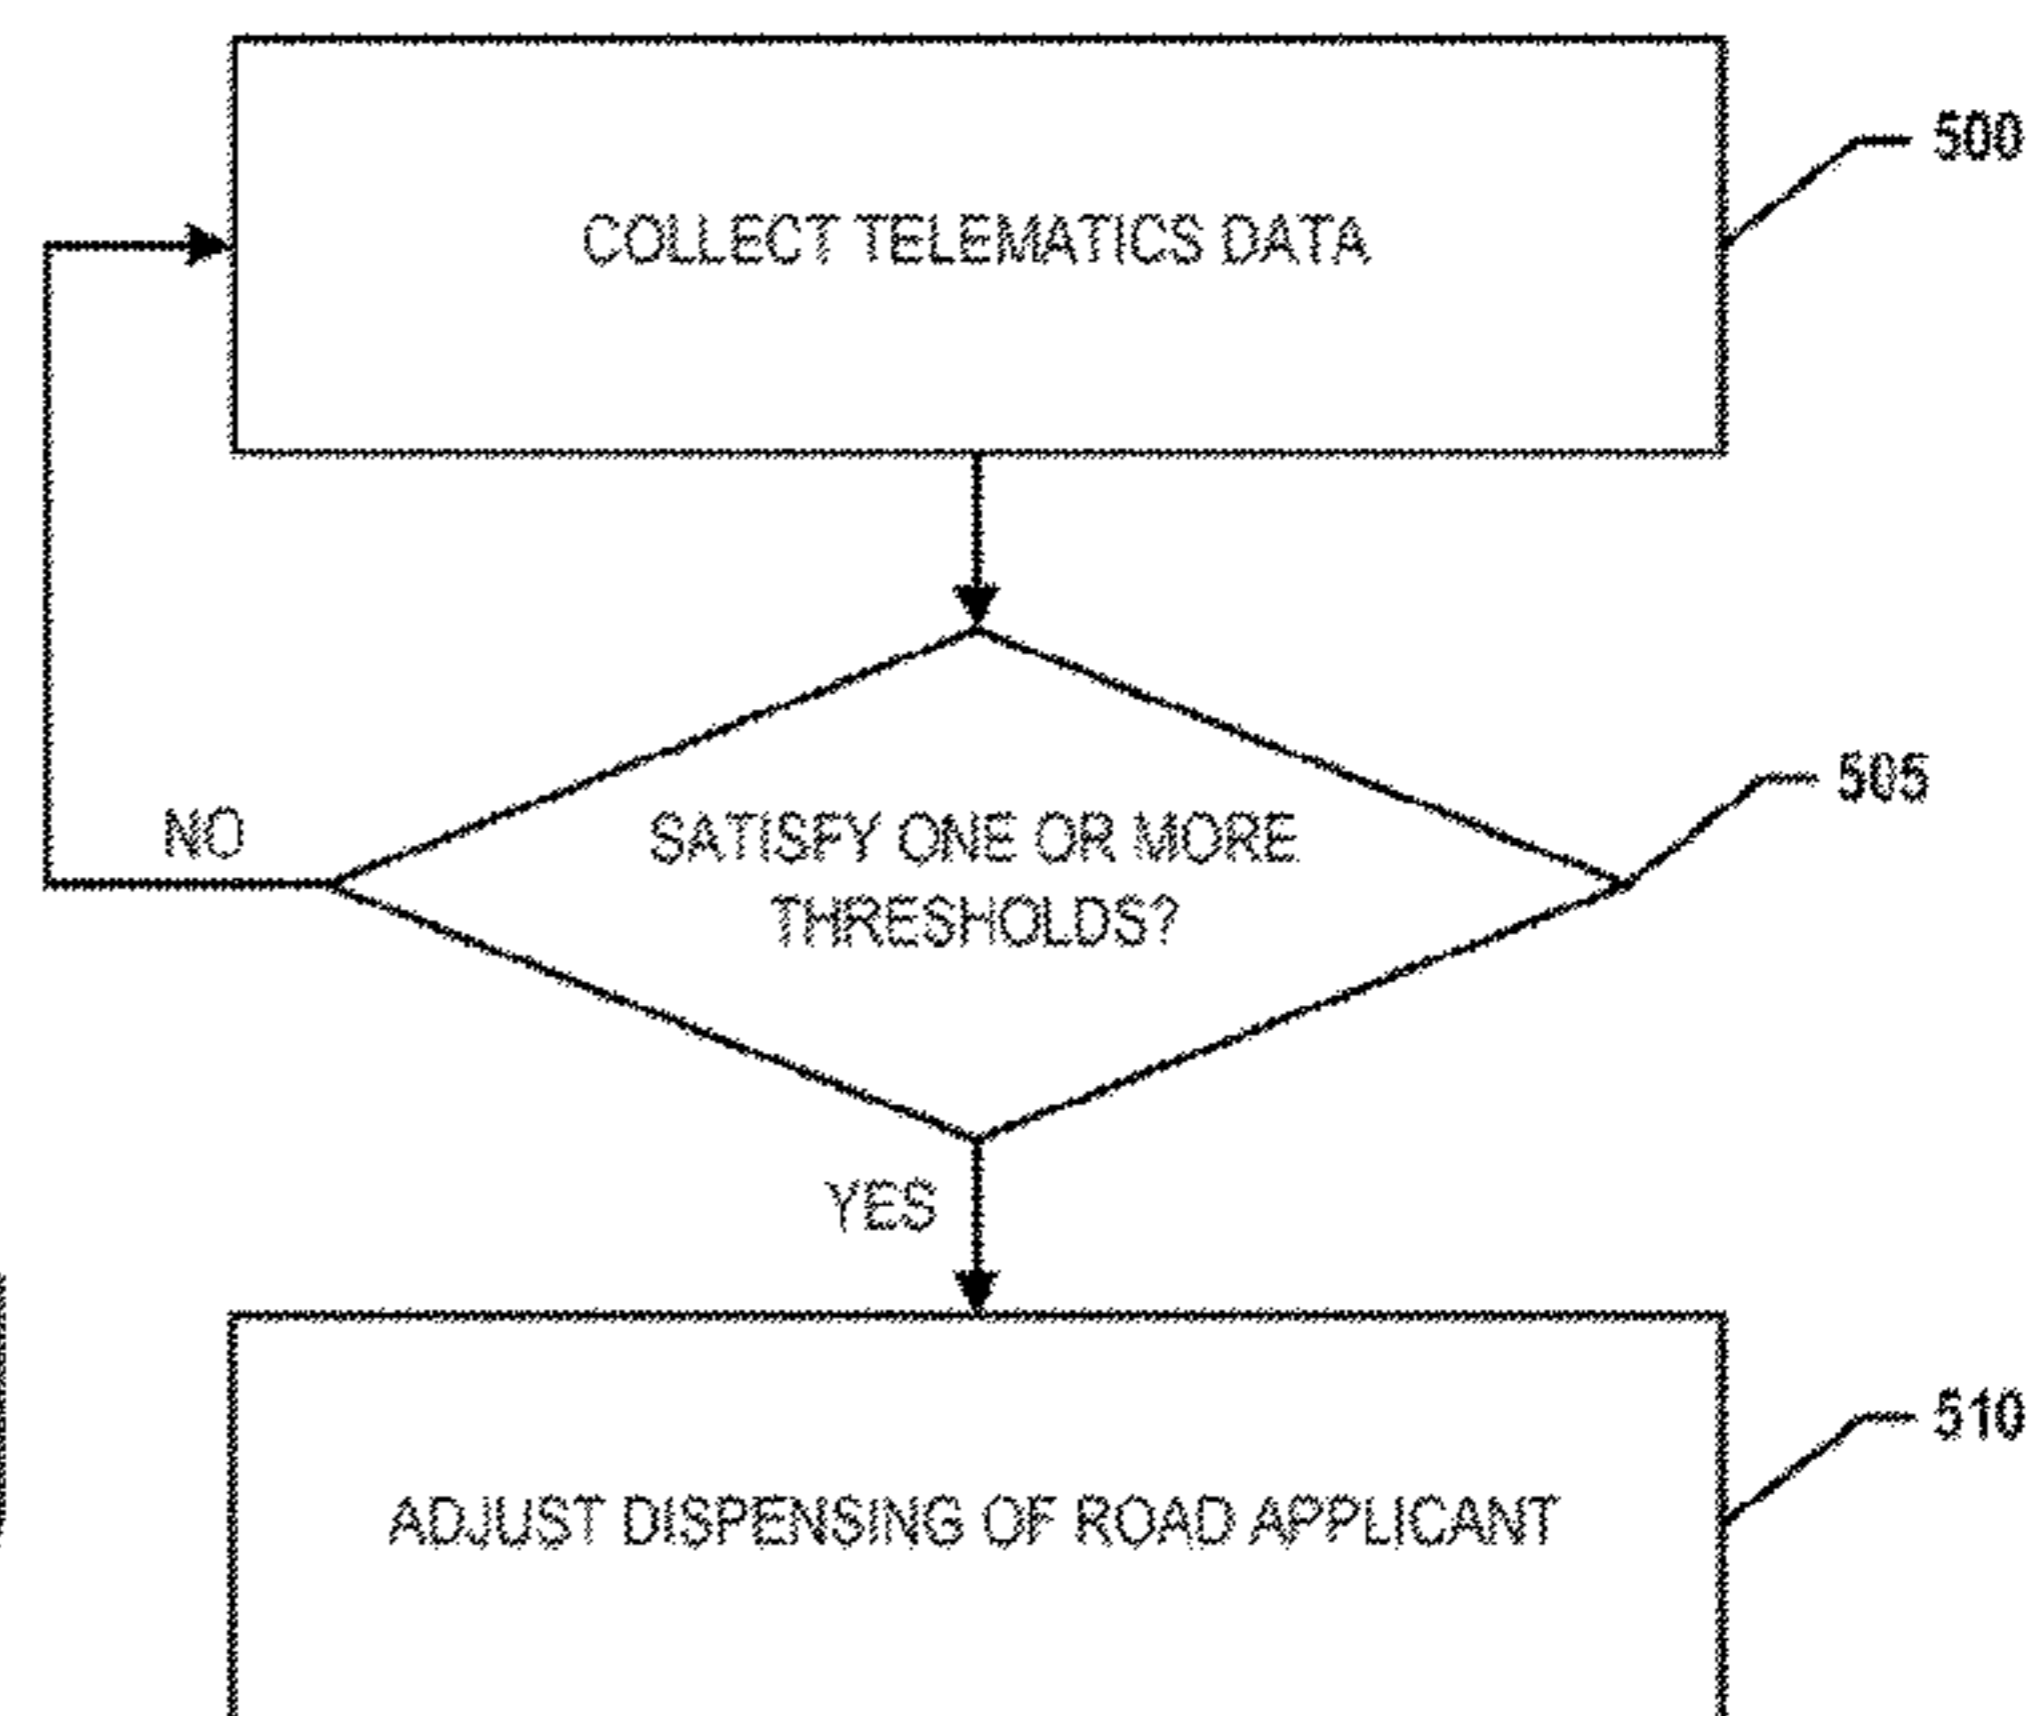 500
COLLECT TELEMATICS DATA
505
NO
SATISFY ONE OR MORE
THRESHOLDS?
YES
510
ADJUST DISPENSING OF ROAD APPLICANT